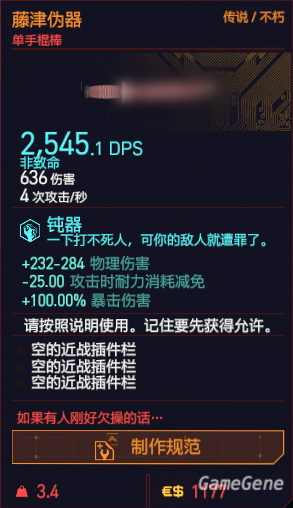 藤津伪器
传说 / 不朽
单手棍棒
2,545.1 DPS
非致命
636 伤害
4 次攻击/秒
钝器
一下打不死人，可你的敌人就遭罪了。
+232-284 物理伤害
-25.00 攻击时耐力消耗减免
+100.00% 暴击伤害
请按照说明使用。记住要先获得允许。
空的近战插件栏
空的近战插件栏
空的近战插件栏
如果有人刚好欠操的话…
制作规范
3.4
€$ 1177
GameGene